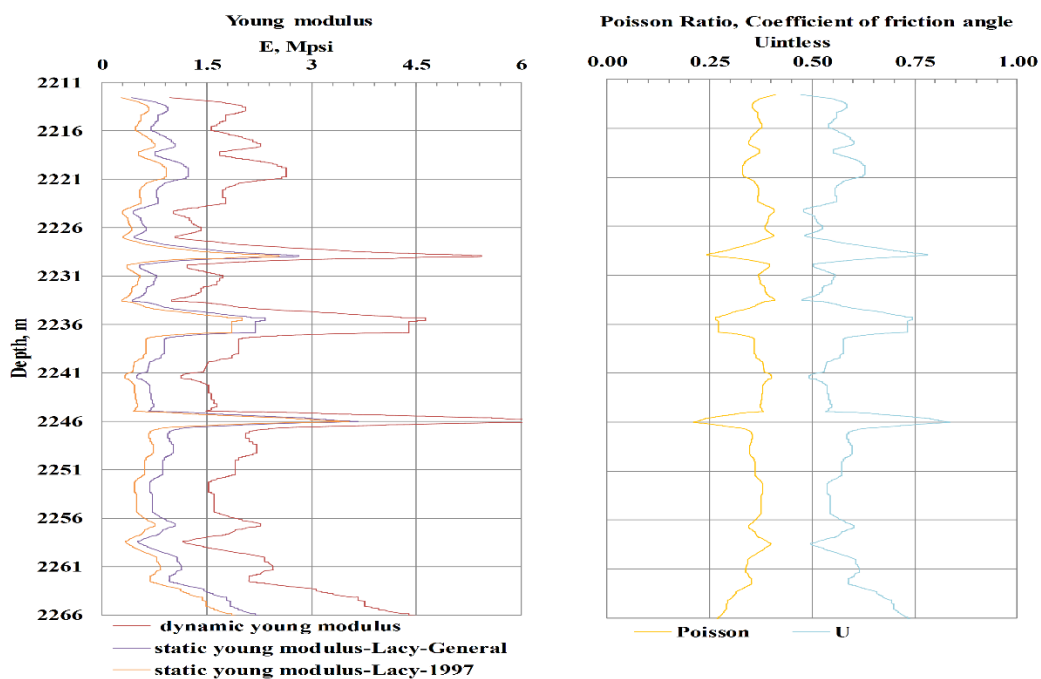 Young modulus
E, Mpsi
0 1.5 3 4.5 6
Depth, m
2211
2216
2221
2226
2231
2236
2241
2246
2251
2256
2261
2266
dynamic young modulus
static young modulus-Lacy-General
static young modulus-Lacy-1997
Poisson Ratio, Coefficient of friction angle
Uintless
0.00 0.25 0.50 0.75 1.00
Poisson U